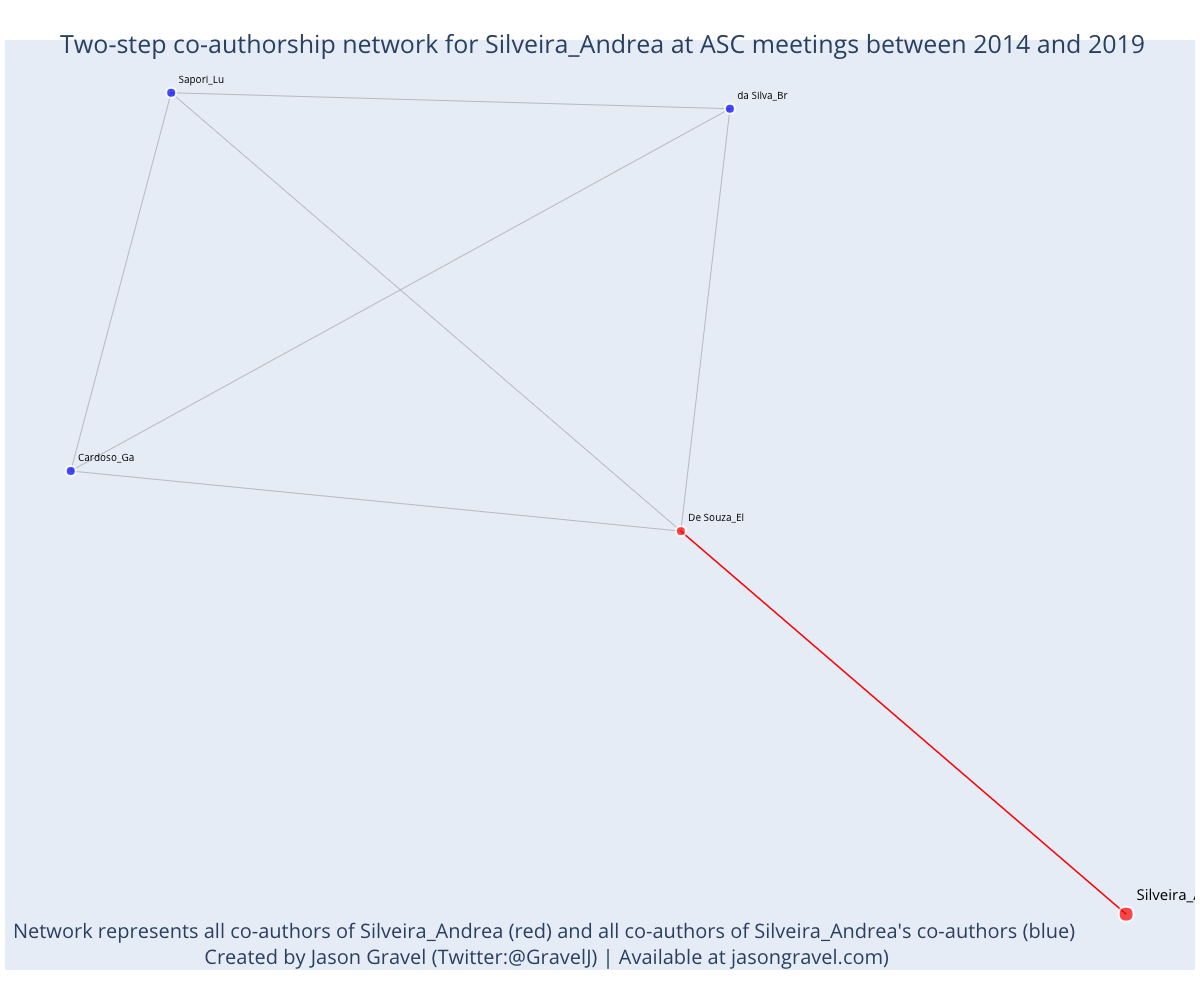 Two-step co-authorship network for Silveira_Andrea at ASC meetings between 2014 and 2019
Sapori_Lu
da Silva_Br
Cardoso_Ga
De Souza_El
Silveira_
Network represents all co-authors of Silveira_Andrea (red) and all co-authors of Silveira_Andrea's co-authors (blue)
Created by Jason Gravel (Twitter:@GravelJ) | Available at jasongravel.com)